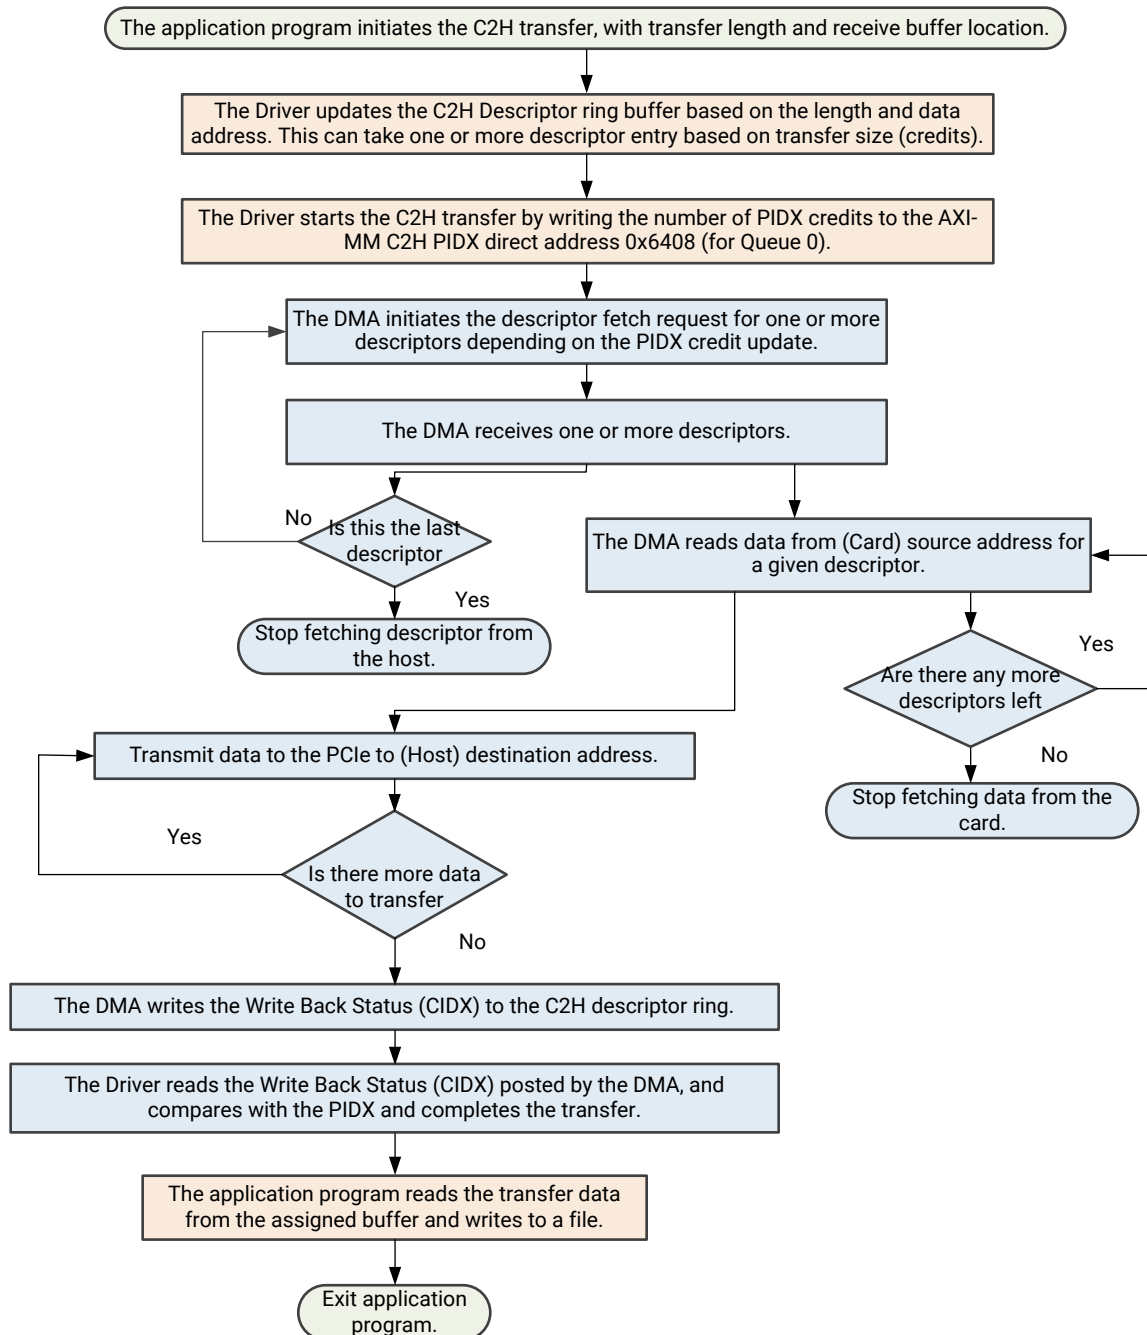 The application program initiates the C2H transfer, with transfer length and receive buffer location.
The Driver updates the C2H Descriptor ring buffer based on the length and data
address. This can take one or more descriptor entry based on transfer size (credits).
The Driver starts the C2H transfer by writing the number of PIDX credits to the AXI-
MM C2H PIDX direct address 0x6408 (for Queue 0).
The DMA initiates the descriptor fetch request for one or more
descriptors depending on the PIDX credit update.
The DMA receives one or more descriptors.
No
Is this the last
descriptor
Yes
Stop fetching descriptor from
the host.
The DMA reads data from (Card) source address for
a given descriptor.
Yes
Are there any more
descriptors left
No
Stop fetching data from the
card.
Transmit data to the PCIe to (Host) destination address.
Yes
Is there more data
to transfer
No
The DMA writes the Write Back Status (CIDX) to the C2H descriptor ring.
The Driver reads the Write Back Status (CIDX) posted by the DMA, and
compares with the PIDX and completes the transfer.
The application program reads the transfer data
from the assigned buffer and writes to a file.
Exit application
program.